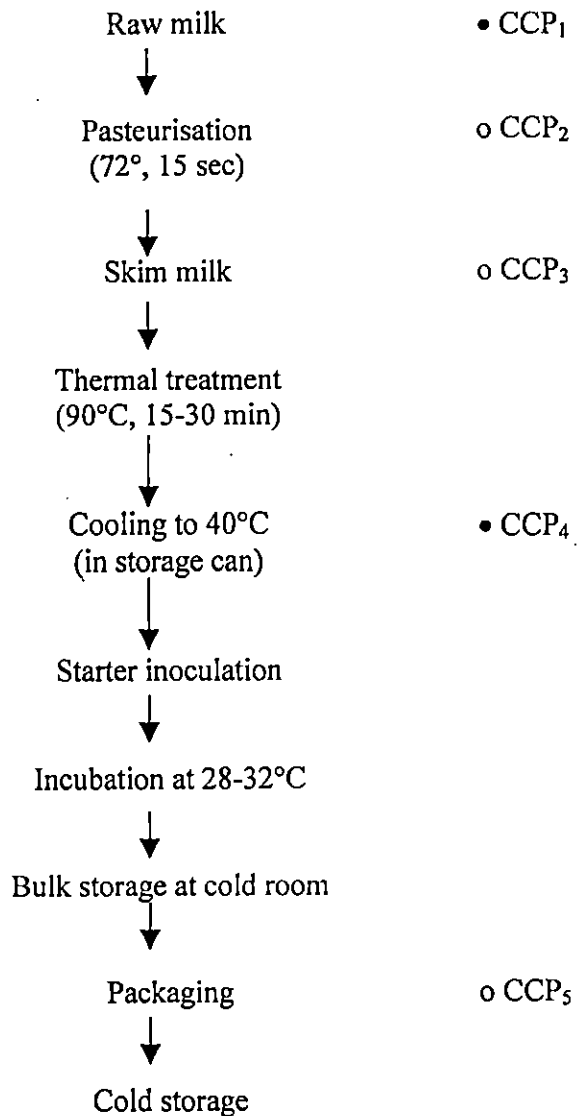 Raw milk • CCP₁
Pasteurisation o CCP₂
(72°, 15 sec)
Skim milk o CCP₃
Thermal treatment
(90°C, 15-30 min)
Cooling to 40°C • CCP₄
(in storage can)
Starter inoculation
Incubation at 28-32°C
Bulk storage at cold room
Packaging o CCP₅
Cold storage